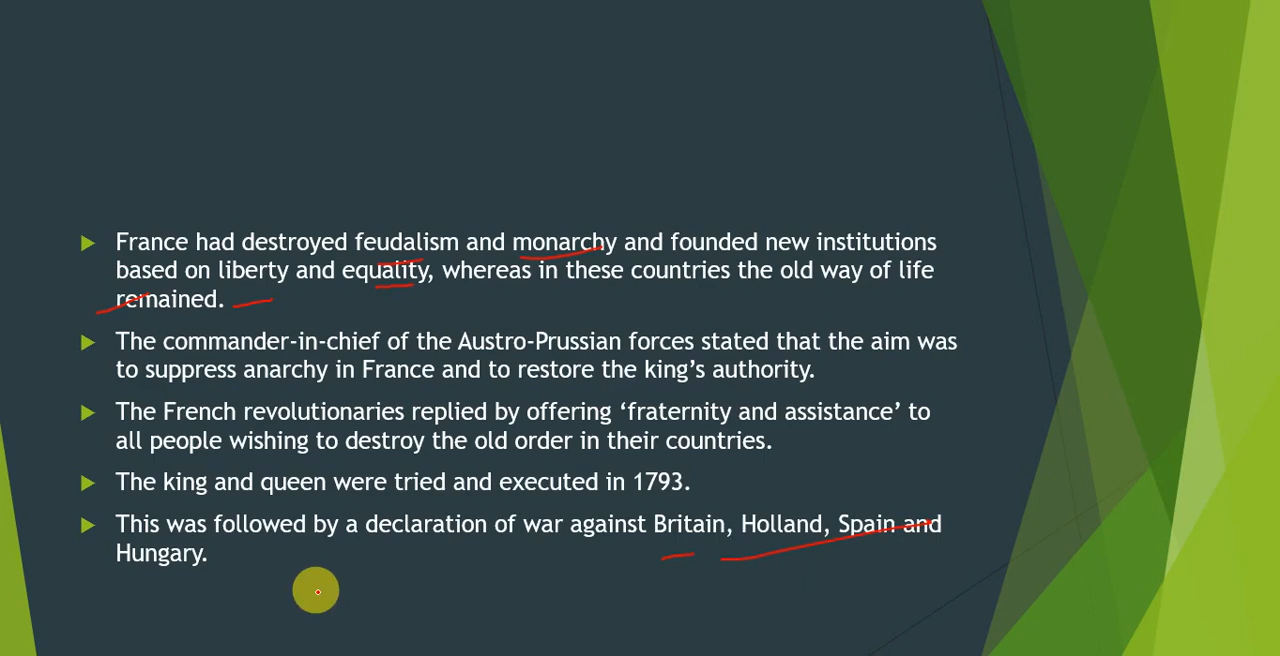 France had destroyed feudalism and monarchy and founded new institutions
based on liberty and equality, whereas in these countries the old way of life
remained.
The commander-in-chief of the Austro-Prussian forces stated that the aim was
to suppress anarchy in France and to restore the king’s authority.
The French revolutionaries replied by offering ‘fraternity and assistance’ to
all people wishing to destroy the old order in their countries.
The king and queen were tried and executed in 1793.
This was followed by a declaration of war against Britain, Holland, Spain and
Hungary.